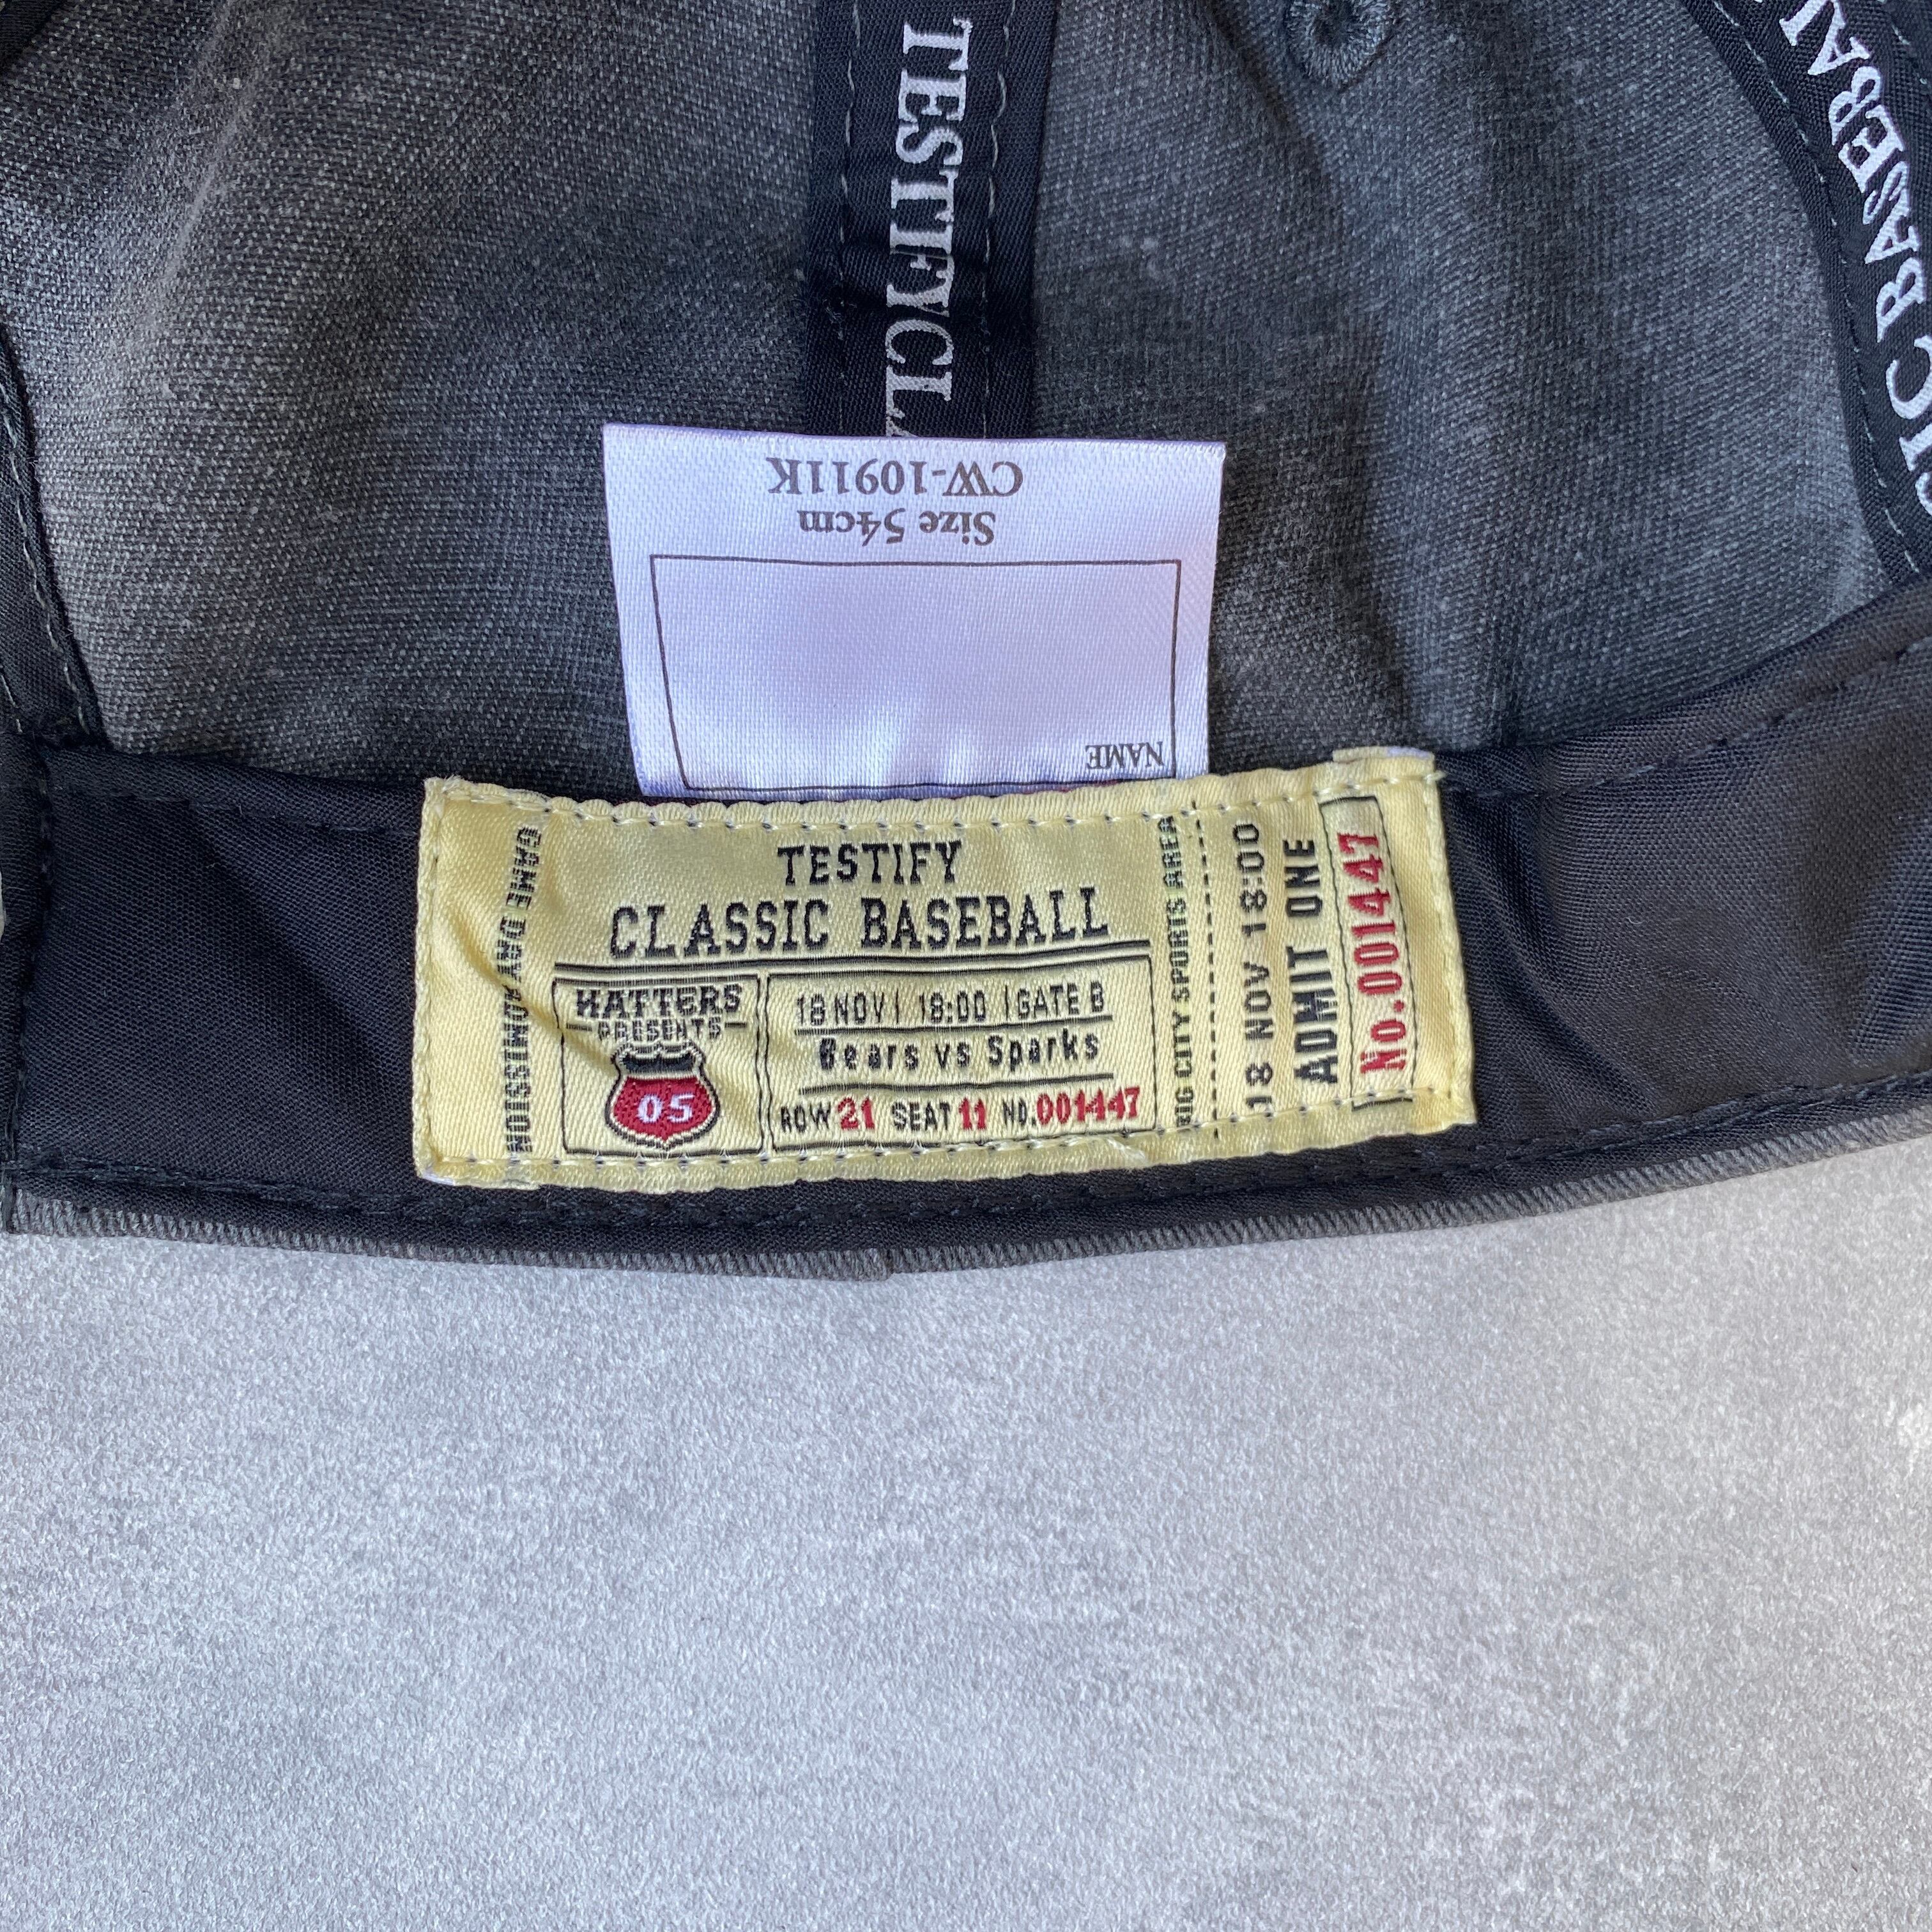 TESTIFYCLA
IC BASEBAL
CW-10911K
Size 54cm
NAME
GAME DAY ADMISSION
TESTIFY
CLASSIC BASEBALL
HATTERS
PRESENTS
05
18 NOV | 18:00 | GATE B
Bears vs Sparks
ROW 21 SEAT 11 NO.001447
BIG CITY SPORTS AREA
18 NOV 18:00
ADMIT ONE
No.001447